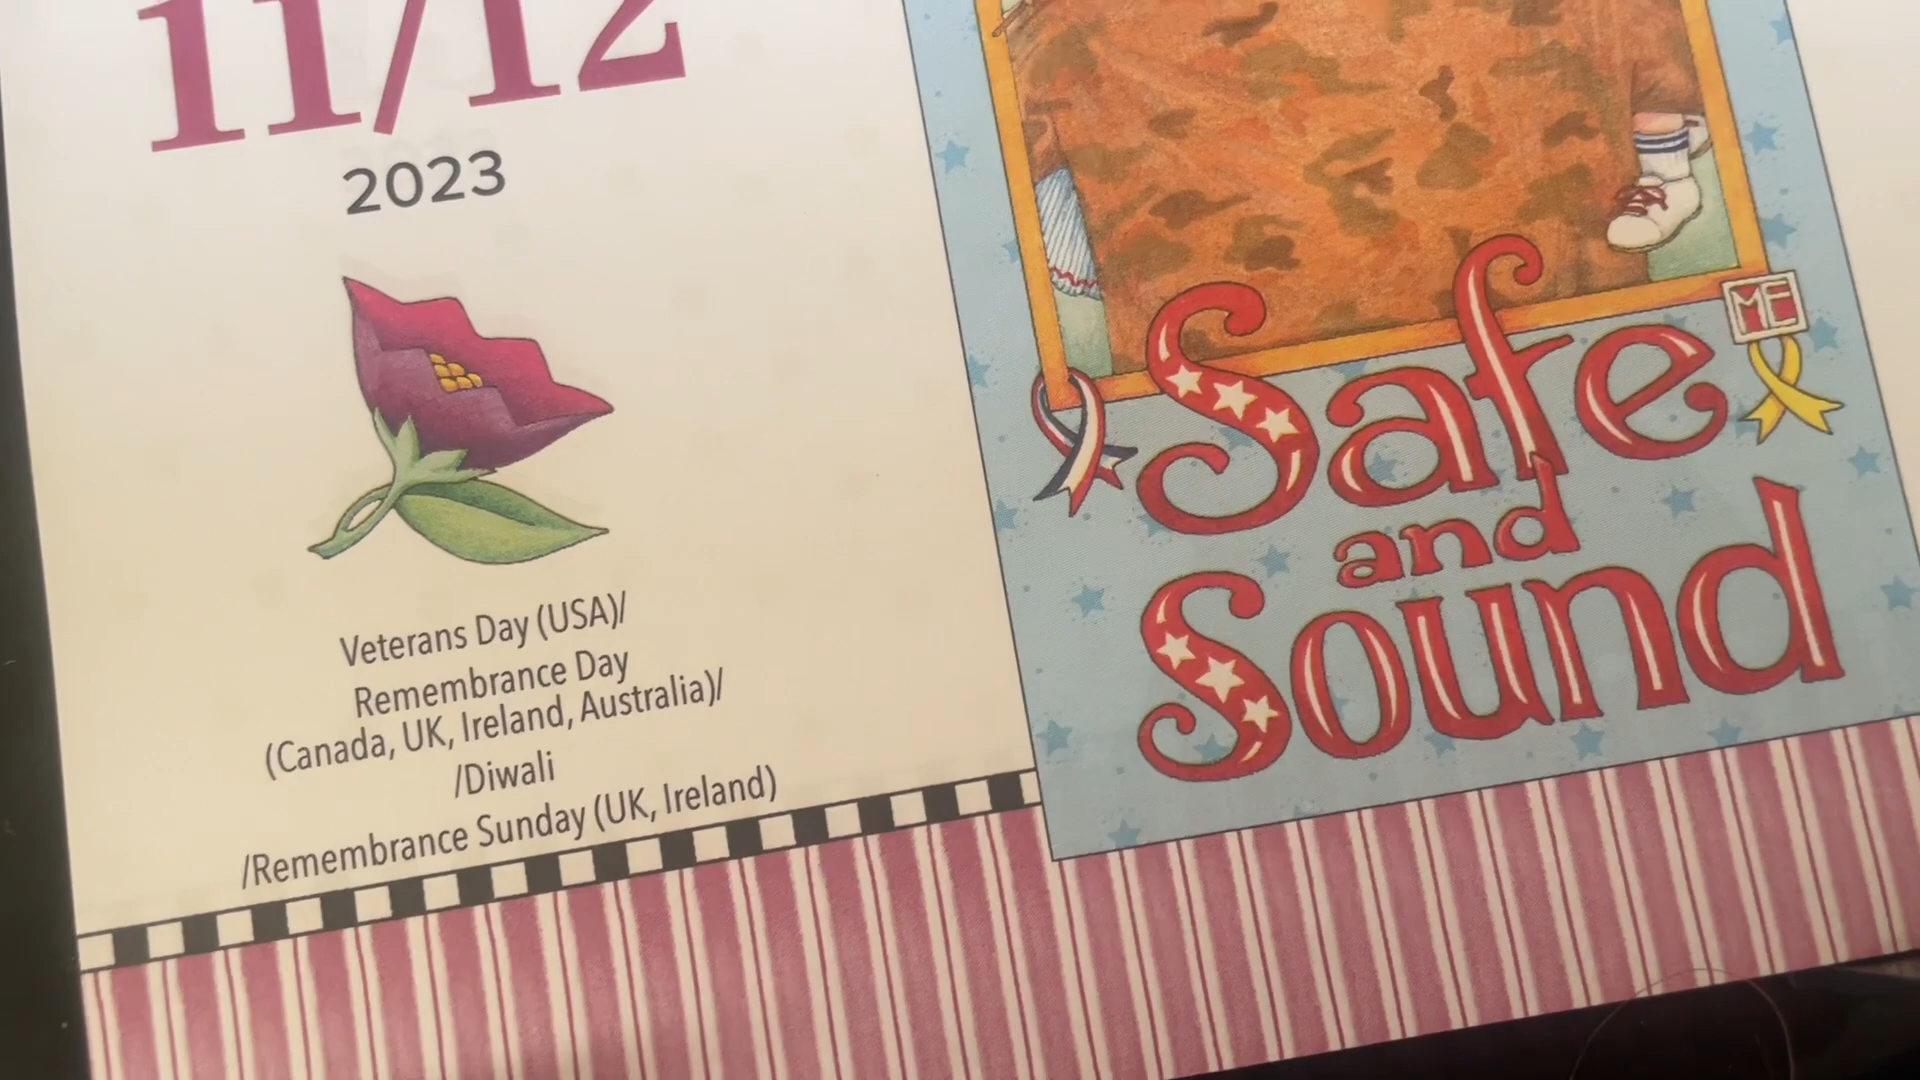 11/12
2023
Veterans Day (USA)/
Remembrance Day
(Canada, UK, Ireland, Australia)/
/Diwali
/Remembrance Sunday (UK, Ireland)
ME
Safe
and
Sound